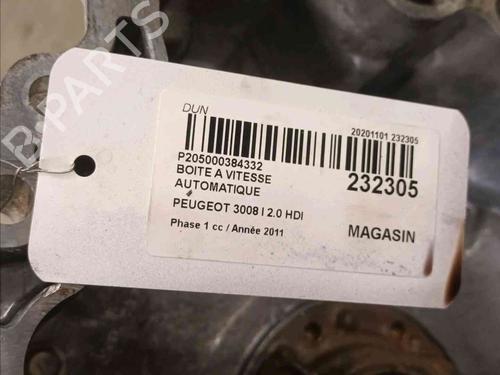 DUN
20201101 232305
P205000384332
232305
BOITE A VITESSE
AUTOMATIQUE
PEUGEOT 3008 I 2.0 HDI
MAGASIN
Phase 1 cc / Année 2011
B-PARTS